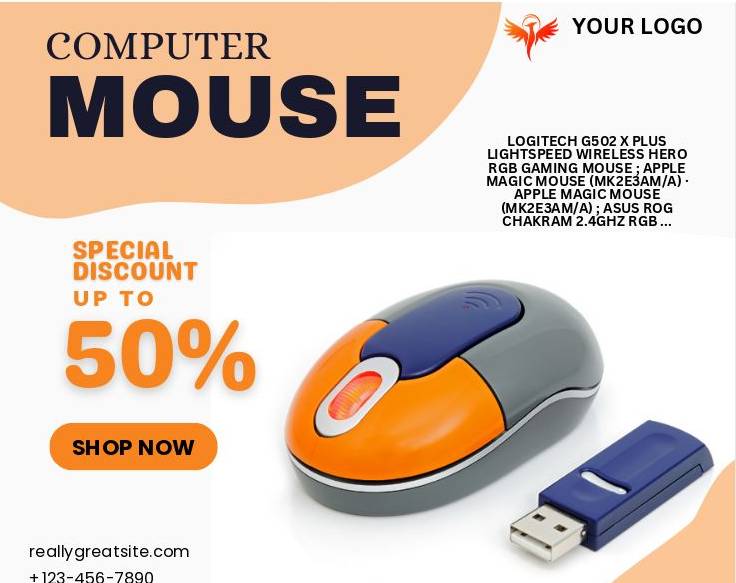 COMPUTER
MOUSE
YOUR LOGO
LOGITECH G502 X PLUS
LIGHTSPEED WIRELESS HERO
RGB GAMING MOUSE ; APPLE
MAGIC MOUSE (MK2E3AM/A) ·
APPLE MAGIC MOUSE
(MK2E3AM/A) ; ASUS ROG
CHAKRAM 2.4GHZ RGB ...
SPECIAL
DISCOUNT
UP TO
50%
SHOP NOW
reallygreatsite.com
+123-456-7890